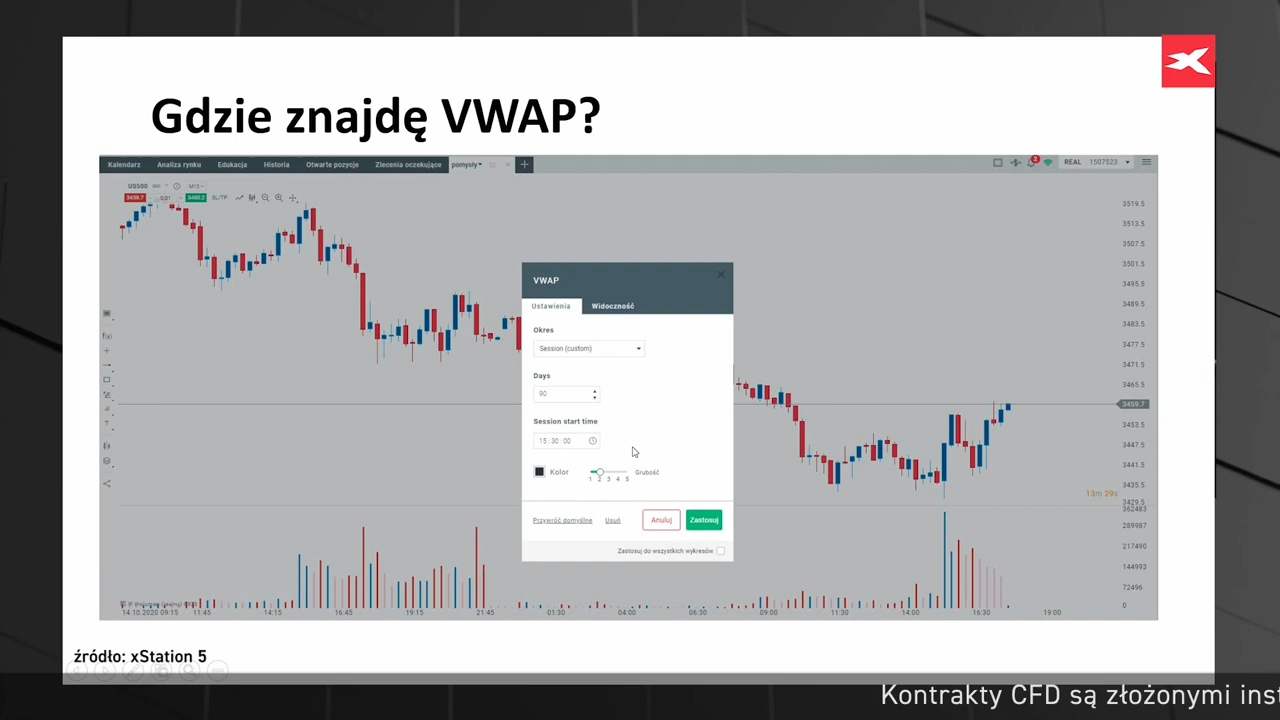 Gdzie znajdę VWAP?
Kalendarz Analiza rynku Edukacja Historia Otwarte pozycje Zlecenia oczekujące pomysły
2 REAL 1507523
US500 M15
3459.7 0,01 3460.2 SL/TP
3519.5
3513.5
3507.5
3501.5
3495.5
3489.5
3483.5
3477.5
3471.5
3465.5
3459.7
3453.5
3447.5
3441.5
3435.5
13m 29s
3429.5
362483
289987
217490
144993
72496
0
VWAP
Ustawienia Widoczność
Okres
Session (custom)
Days
90
Session start time
15:30:00
Kolor Grubość
1 2 3 4 5
Przywróć domyślne Usuń Anuluj Zastosuj
Zastosuj do wszystkich wykresów
14.10.2020 09:15 11:45 14:15 16:45 19:15 21:45 01:30 04:00 06:30 09:00 11:30 14:00 16:30 19:00
źródło: xStation 5
Kontrakty CFD są złożonymi inst